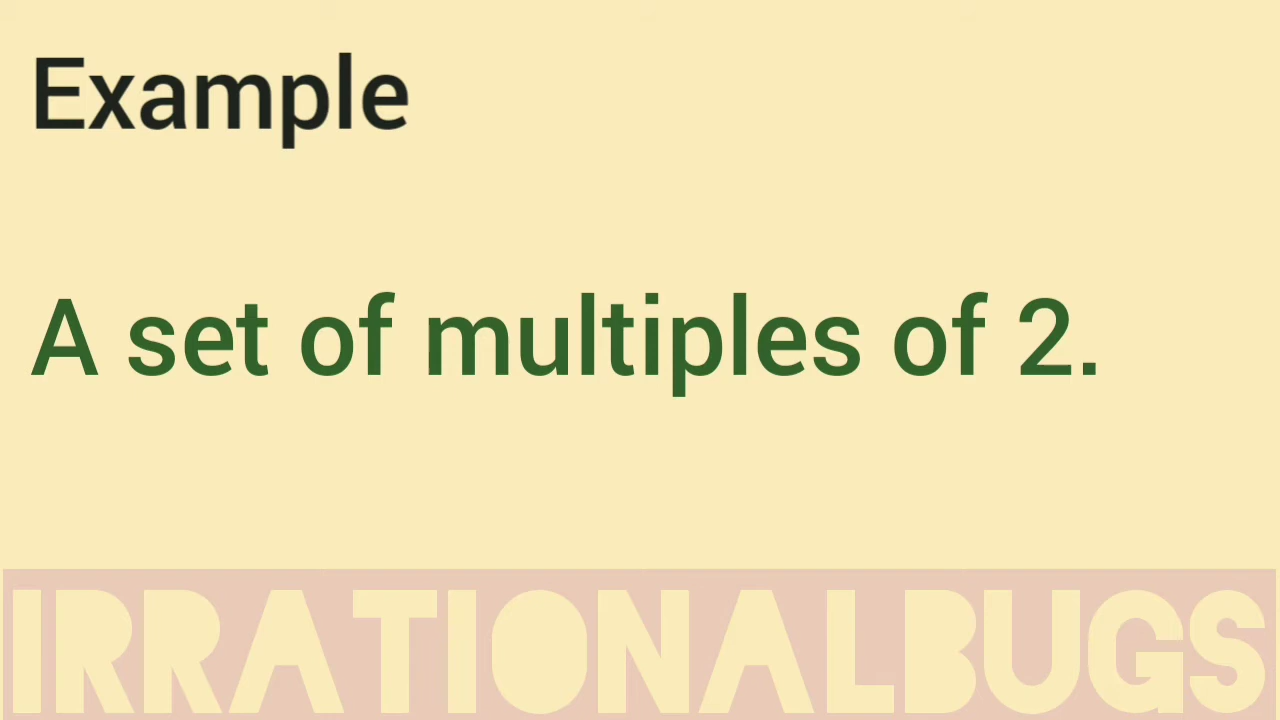 Example
A set of multiples of 2.
IRRATIONALBUGS